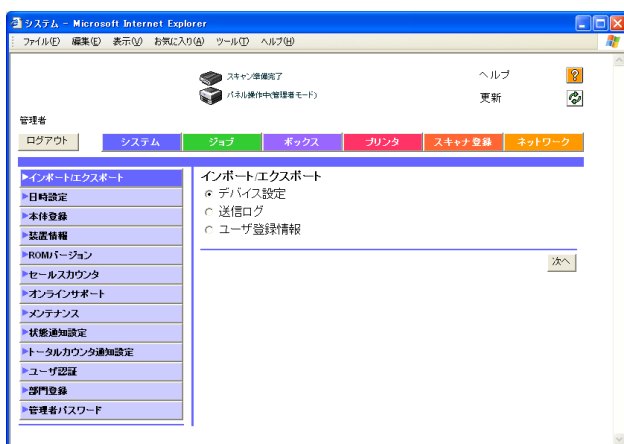 システム - Microsoft Internet Explorer
ファイル(F) 編集(E) 表示(V) お気に入り(A) ツール(T) ヘルプ(H)
スキャン準備完了
ヘルプ
?
パネル操作中(管理者モード)
更新
管理者
ログアウト
システム
ジョブ
ボックス
プリンタ
スキャナ登録
ネットワーク
インポート/エクスポート
日時設定
本体登録
装置情報
ROMバージョン
セールスカウンタ
オンラインサポート
メンテナンス
状態通知設定
トータルカウンタ通知設定
ユーザ認証
部門登録
管理者パスワード
インポート/エクスポート
デバイス設定
送信ログ
ユーザ登録情報
次へ